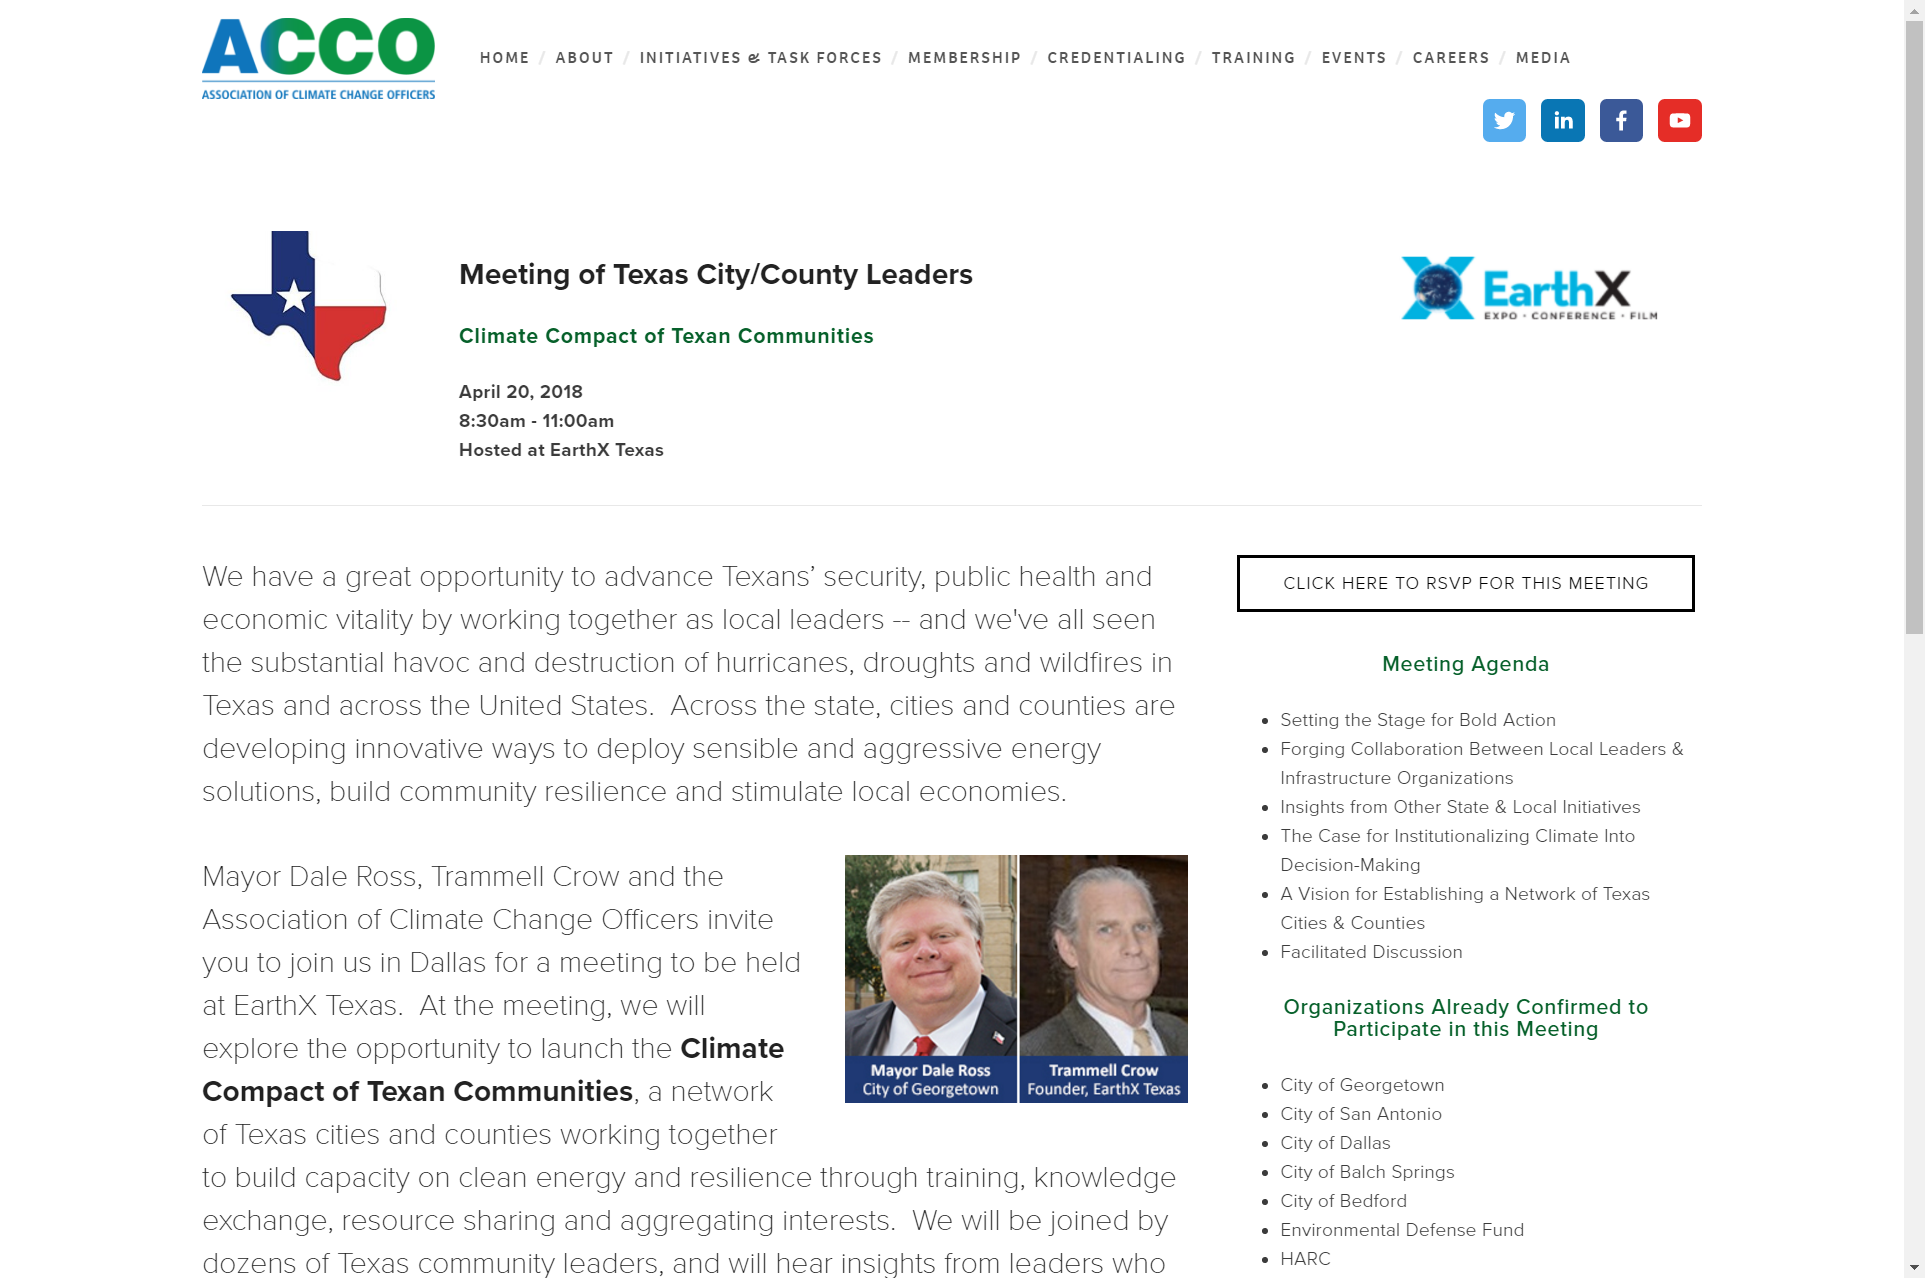 ACCO
ASSOCIATION OF CLIMATE CHANGE OFFICERS
HOME / ABOUT / INITIATIVES & TASK FORCES / MEMBERSHIP / CREDENTIALING / TRAINING / EVENTS / CAREERS / MEDIA
Meeting of Texas City/County Leaders
Climate Compact of Texan Communities
April 20, 2018
8:30am - 11:00am
Hosted at EarthX Texas
EarthX
EXPO · CONFERENCE · FILM
We have a great opportunity to advance Texans’ security, public health and
economic vitality by working together as local leaders -- and we've all seen
the substantial havoc and destruction of hurricanes, droughts and wildfires in
Texas and across the United States.  Across the state, cities and counties are
developing innovative ways to deploy sensible and aggressive energy
solutions, build community resilience and stimulate local economies.
Mayor Dale Ross, Trammell Crow and the
Association of Climate Change Officers invite
you to join us in Dallas for a meeting to be held
at EarthX Texas.  At the meeting, we will
explore the opportunity to launch the Climate
Compact of Texan Communities, a network
of Texas cities and counties working together
to build capacity on clean energy and resilience through training, knowledge
exchange, resource sharing and aggregating interests.  We will be joined by
dozens of Texas community leaders, and will hear insights from leaders who
Mayor Dale Ross
City of Georgetown
Trammell Crow
Founder, EarthX Texas
CLICK HERE TO RSVP FOR THIS MEETING
Meeting Agenda
Setting the Stage for Bold Action
Forging Collaboration Between Local Leaders &
Infrastructure Organizations
Insights from Other State & Local Initiatives
The Case for Institutionalizing Climate Into
Decision-Making
A Vision for Establishing a Network of Texas
Cities & Counties
Facilitated Discussion
Organizations Already Confirmed to
Participate in this Meeting
City of Georgetown
City of San Antonio
City of Dallas
City of Balch Springs
City of Bedford
Environmental Defense Fund
HARC